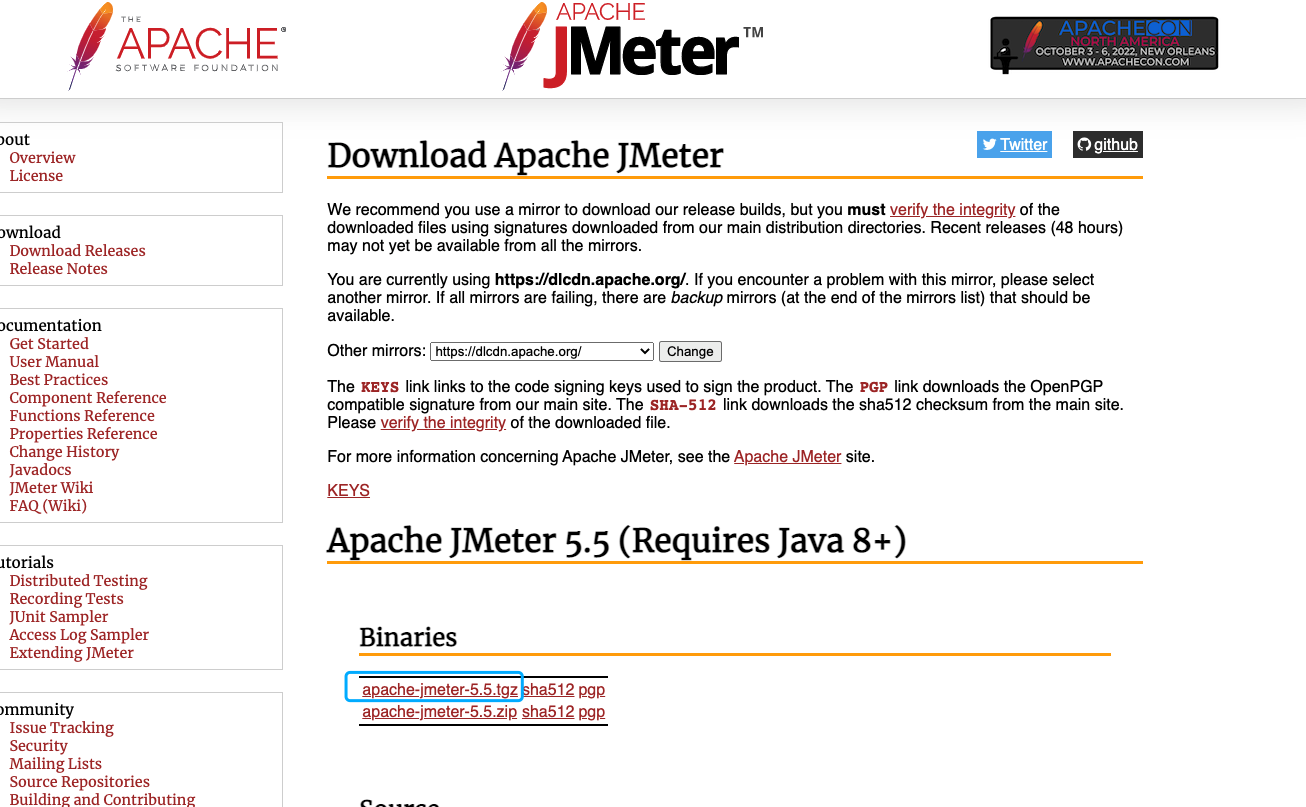 THE
APACHE®
SOFTWARE FOUNDATION
APACHE
JMeter™
APACHECON
NORTH AMERICA
OCTOBER 3 - 6, 2022, NEW ORLEANS
WWW.APACHECON.COM
bout
Overview
License
ownload
Download Releases
Release Notes
ocumentation
Get Started
User Manual
Best Practices
Component Reference
Functions Reference
Properties Reference
Change History
Javadocs
JMeter Wiki
FAQ (Wiki)
utorials
Distributed Testing
Recording Tests
JUnit Sampler
Access Log Sampler
Extending JMeter
ommunity
Issue Tracking
Security
Mailing Lists
Source Repositories
Building and Contributing
Twitter github
Download Apache JMeter
We recommend you use a mirror to download our release builds, but you must verify the integrity of the
downloaded files using signatures downloaded from our main distribution directories. Recent releases (48 hours)
may not yet be available from all the mirrors.
You are currently using https://dlcdn.apache.org/. If you encounter a problem with this mirror, please select
another mirror. If all mirrors are failing, there are backup mirrors (at the end of the mirrors list) that should be
available.
Other mirrors: https://dlcdn.apache.org/ Change
The KEYS link links to the code signing keys used to sign the product. The PGP link downloads the OpenPGP
compatible signature from our main site. The SHA-512 link downloads the sha512 checksum from the main site.
Please verify the integrity of the downloaded file.
For more information concerning Apache JMeter, see the Apache JMeter site.
KEYS
Apache JMeter 5.5 (Requires Java 8+)
Binaries
apache-jmeter-5.5.tgz sha512 pgp
apache-jmeter-5.5.zip sha512 pgp
Source